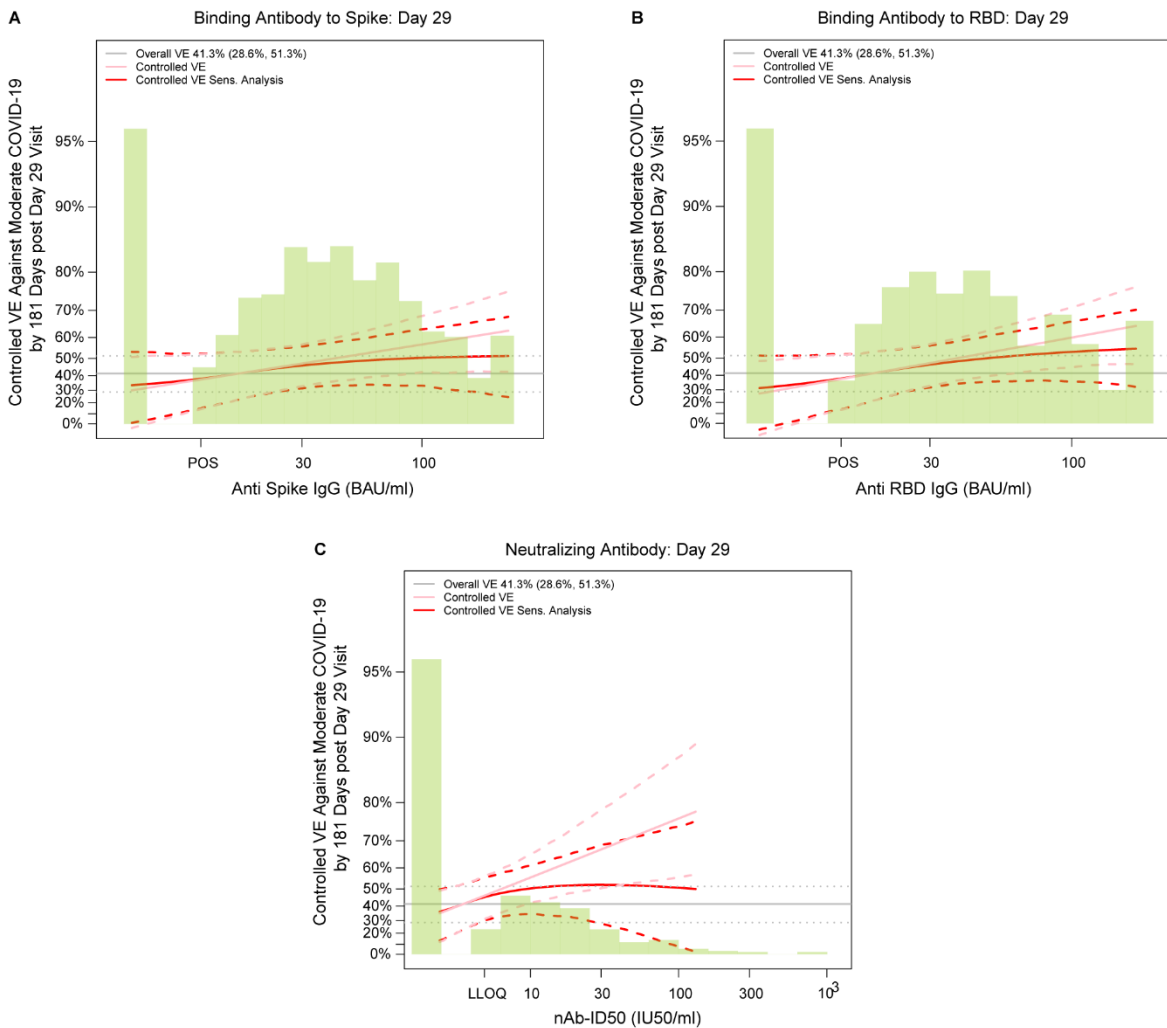 A
Binding Antibody to Spike: Day 29
Overall VE 41.3% (28.6%, 51.3%)
Controlled VE
Controlled VE Sens. Analysis
Controlled VE Against Moderate COVID-19
by 181 Days post Day 29 Visit
95%
90%
80%
70%
60%
50%
40%
30%
20%
0%
POS
30
100
Anti Spike IgG (BAU/ml)
B
Binding Antibody to RBD: Day 29
Overall VE 41.3% (28.6%, 51.3%)
Controlled VE
Controlled VE Sens. Analysis
Controlled VE Against Moderate COVID-19
by 181 Days post Day 29 Visit
95%
90%
80%
70%
60%
50%
40%
30%
20%
0%
POS
30
100
Anti RBD IgG (BAU/ml)
C
Neutralizing Antibody: Day 29
Overall VE 41.3% (28.6%, 51.3%)
Controlled VE
Controlled VE Sens. Analysis
Controlled VE Against Moderate COVID-19
by 181 Days post Day 29 Visit
95%
90%
80%
70%
60%
50%
40%
30%
20%
0%
LLOQ
10
30
100
300
10³
nAb-ID50 (IU50/ml)